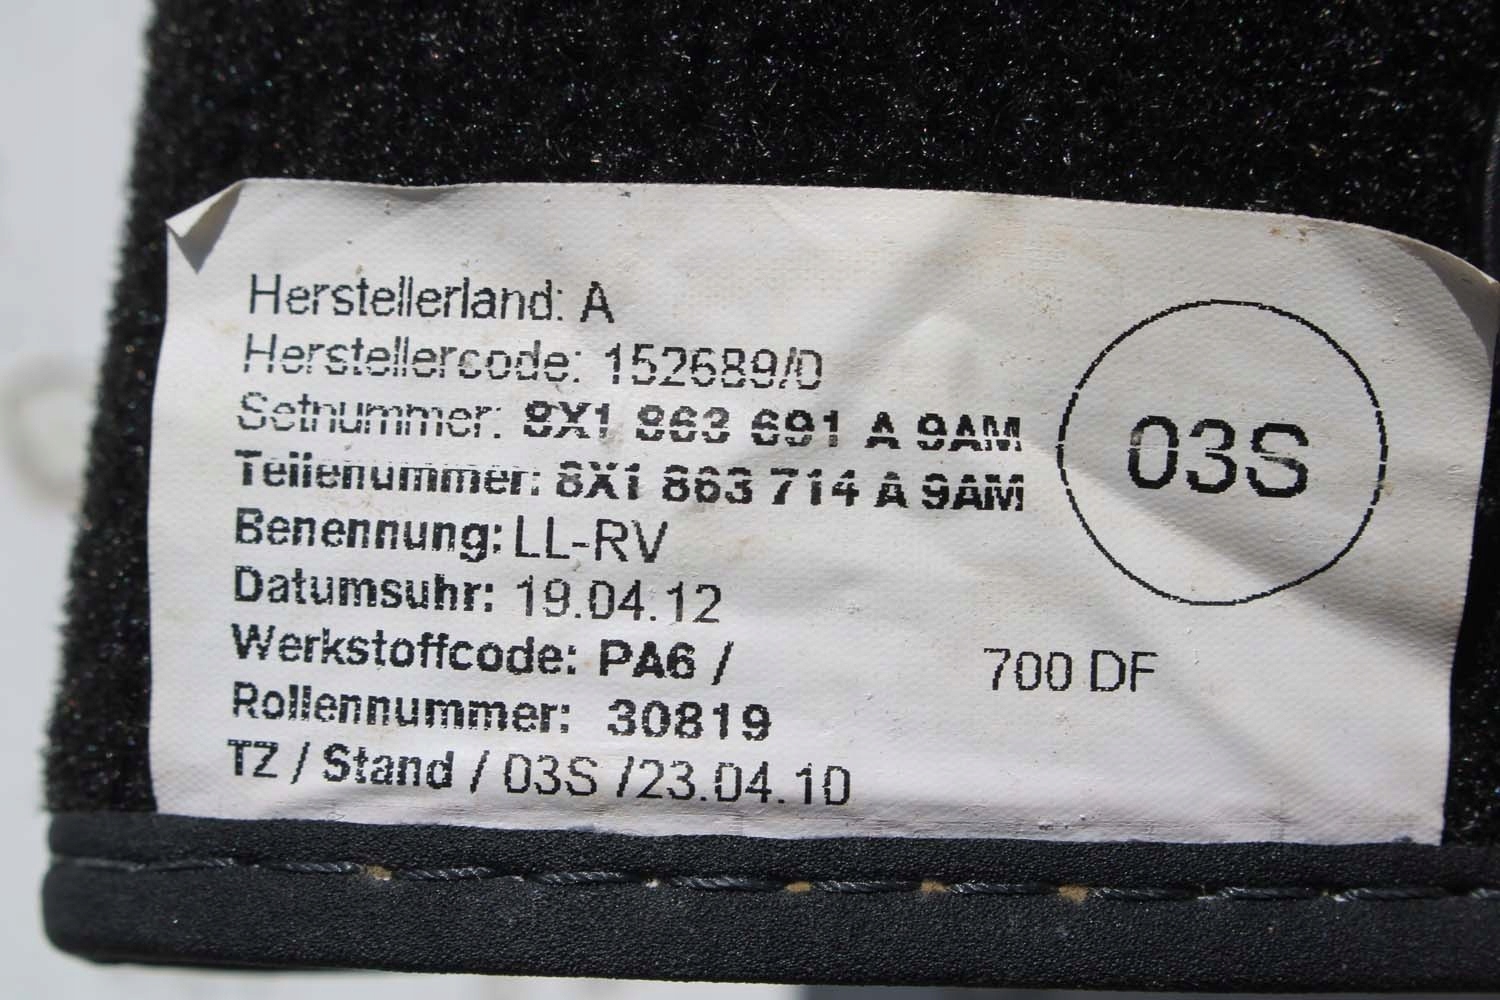 Herstellerland: A
Herstellercode: 152689/0
Setnummer: 8X1 863 691 A 9AM
Teilenummer: 8X1 863 714 A 9AM
03S
Benennung: LL-RV
Datumsuhr: 19.04.12
Werkstoffcode: PA6 / 700 DF
Rollennummer: 30819
TZ / Stand / 03S /23.04.10